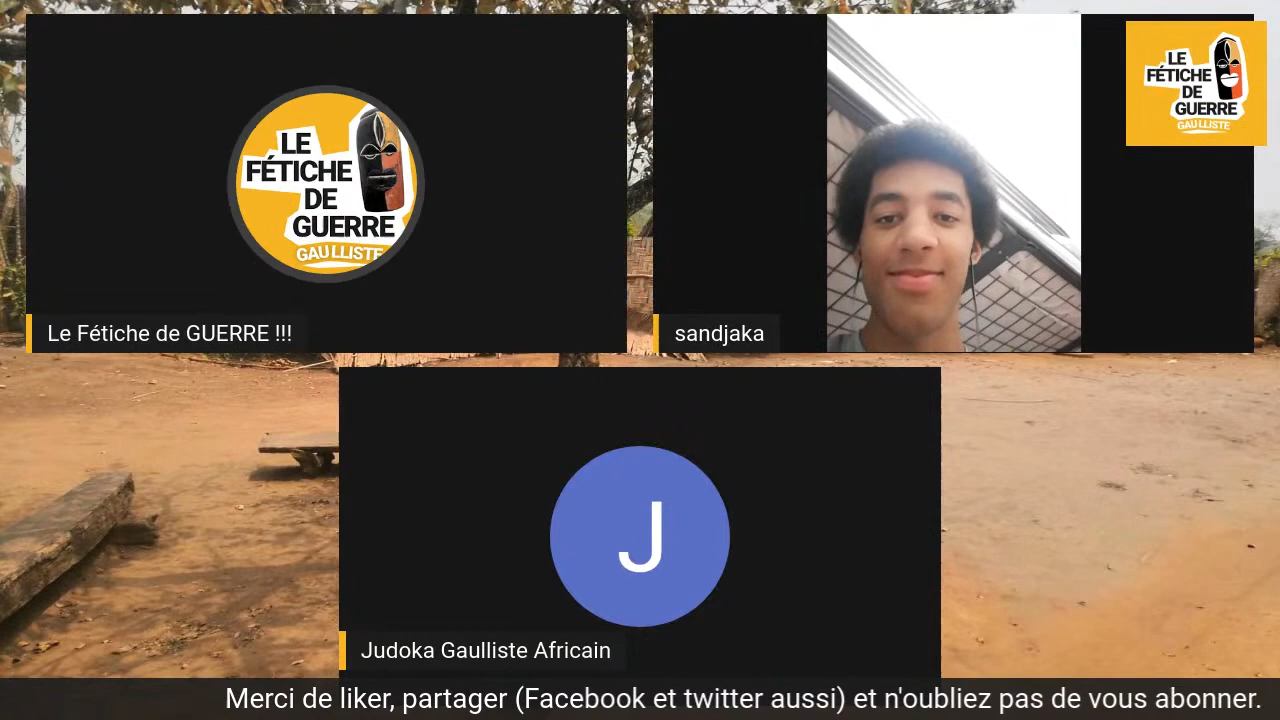 LE
FÉTICHE
DE
GUERRE
GAULLISTE
Le Fétiche de GUERRE !!!
sandjaka
LE
FÉTICHE
DE
GUERRE
GAULLISTE
J
Judoka Gaulliste Africain
Merci de liker, partager (Facebook et twitter aussi) et n'oubliez pas de vous abonner.